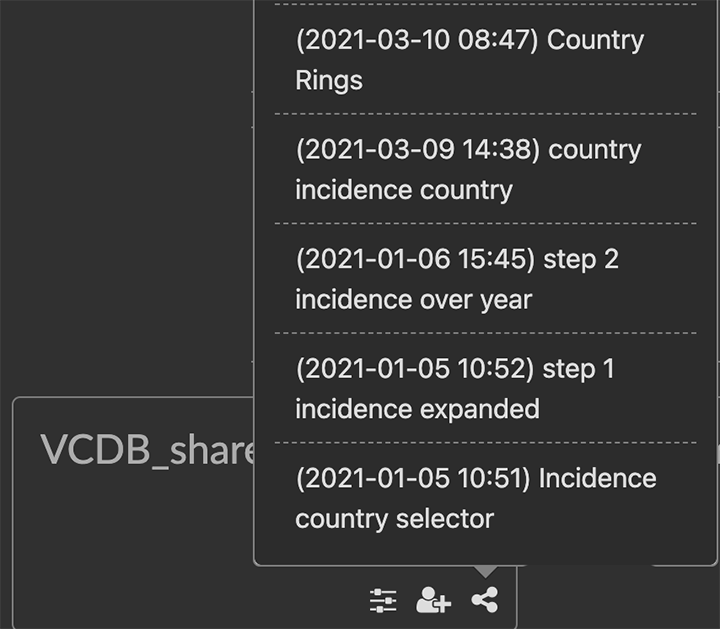 (2021-03-10 08:47) Country
Rings
(2021-03-09 14:38) country
incidence country
(2021-01-06 15:45) step 2
incidence over year
(2021-01-05 10:52) step 1
incidence expanded
(2021-01-05 10:51) Incidence
country selector
VCDB_share